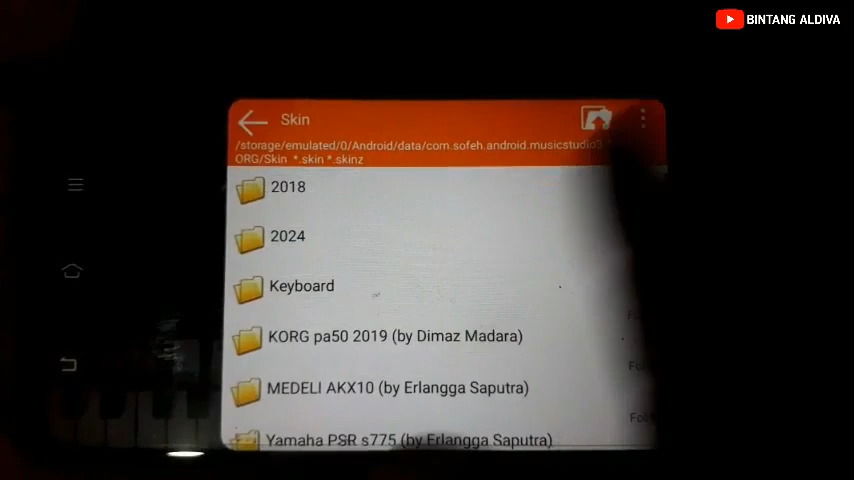 BINTANG ALDIVA
Skin
/storage/emulated/0/Android/data/com.sofeh.android.musicstudio3
ORG/Skin *.skin *.skinz
2018
2024
Keyboard
KORG pa50 2019 (by Dimaz Madara)
MEDELI AKX10 (by Erlangga Saputra)
Yamaha PSR s775 (by Erlangga Saputra)